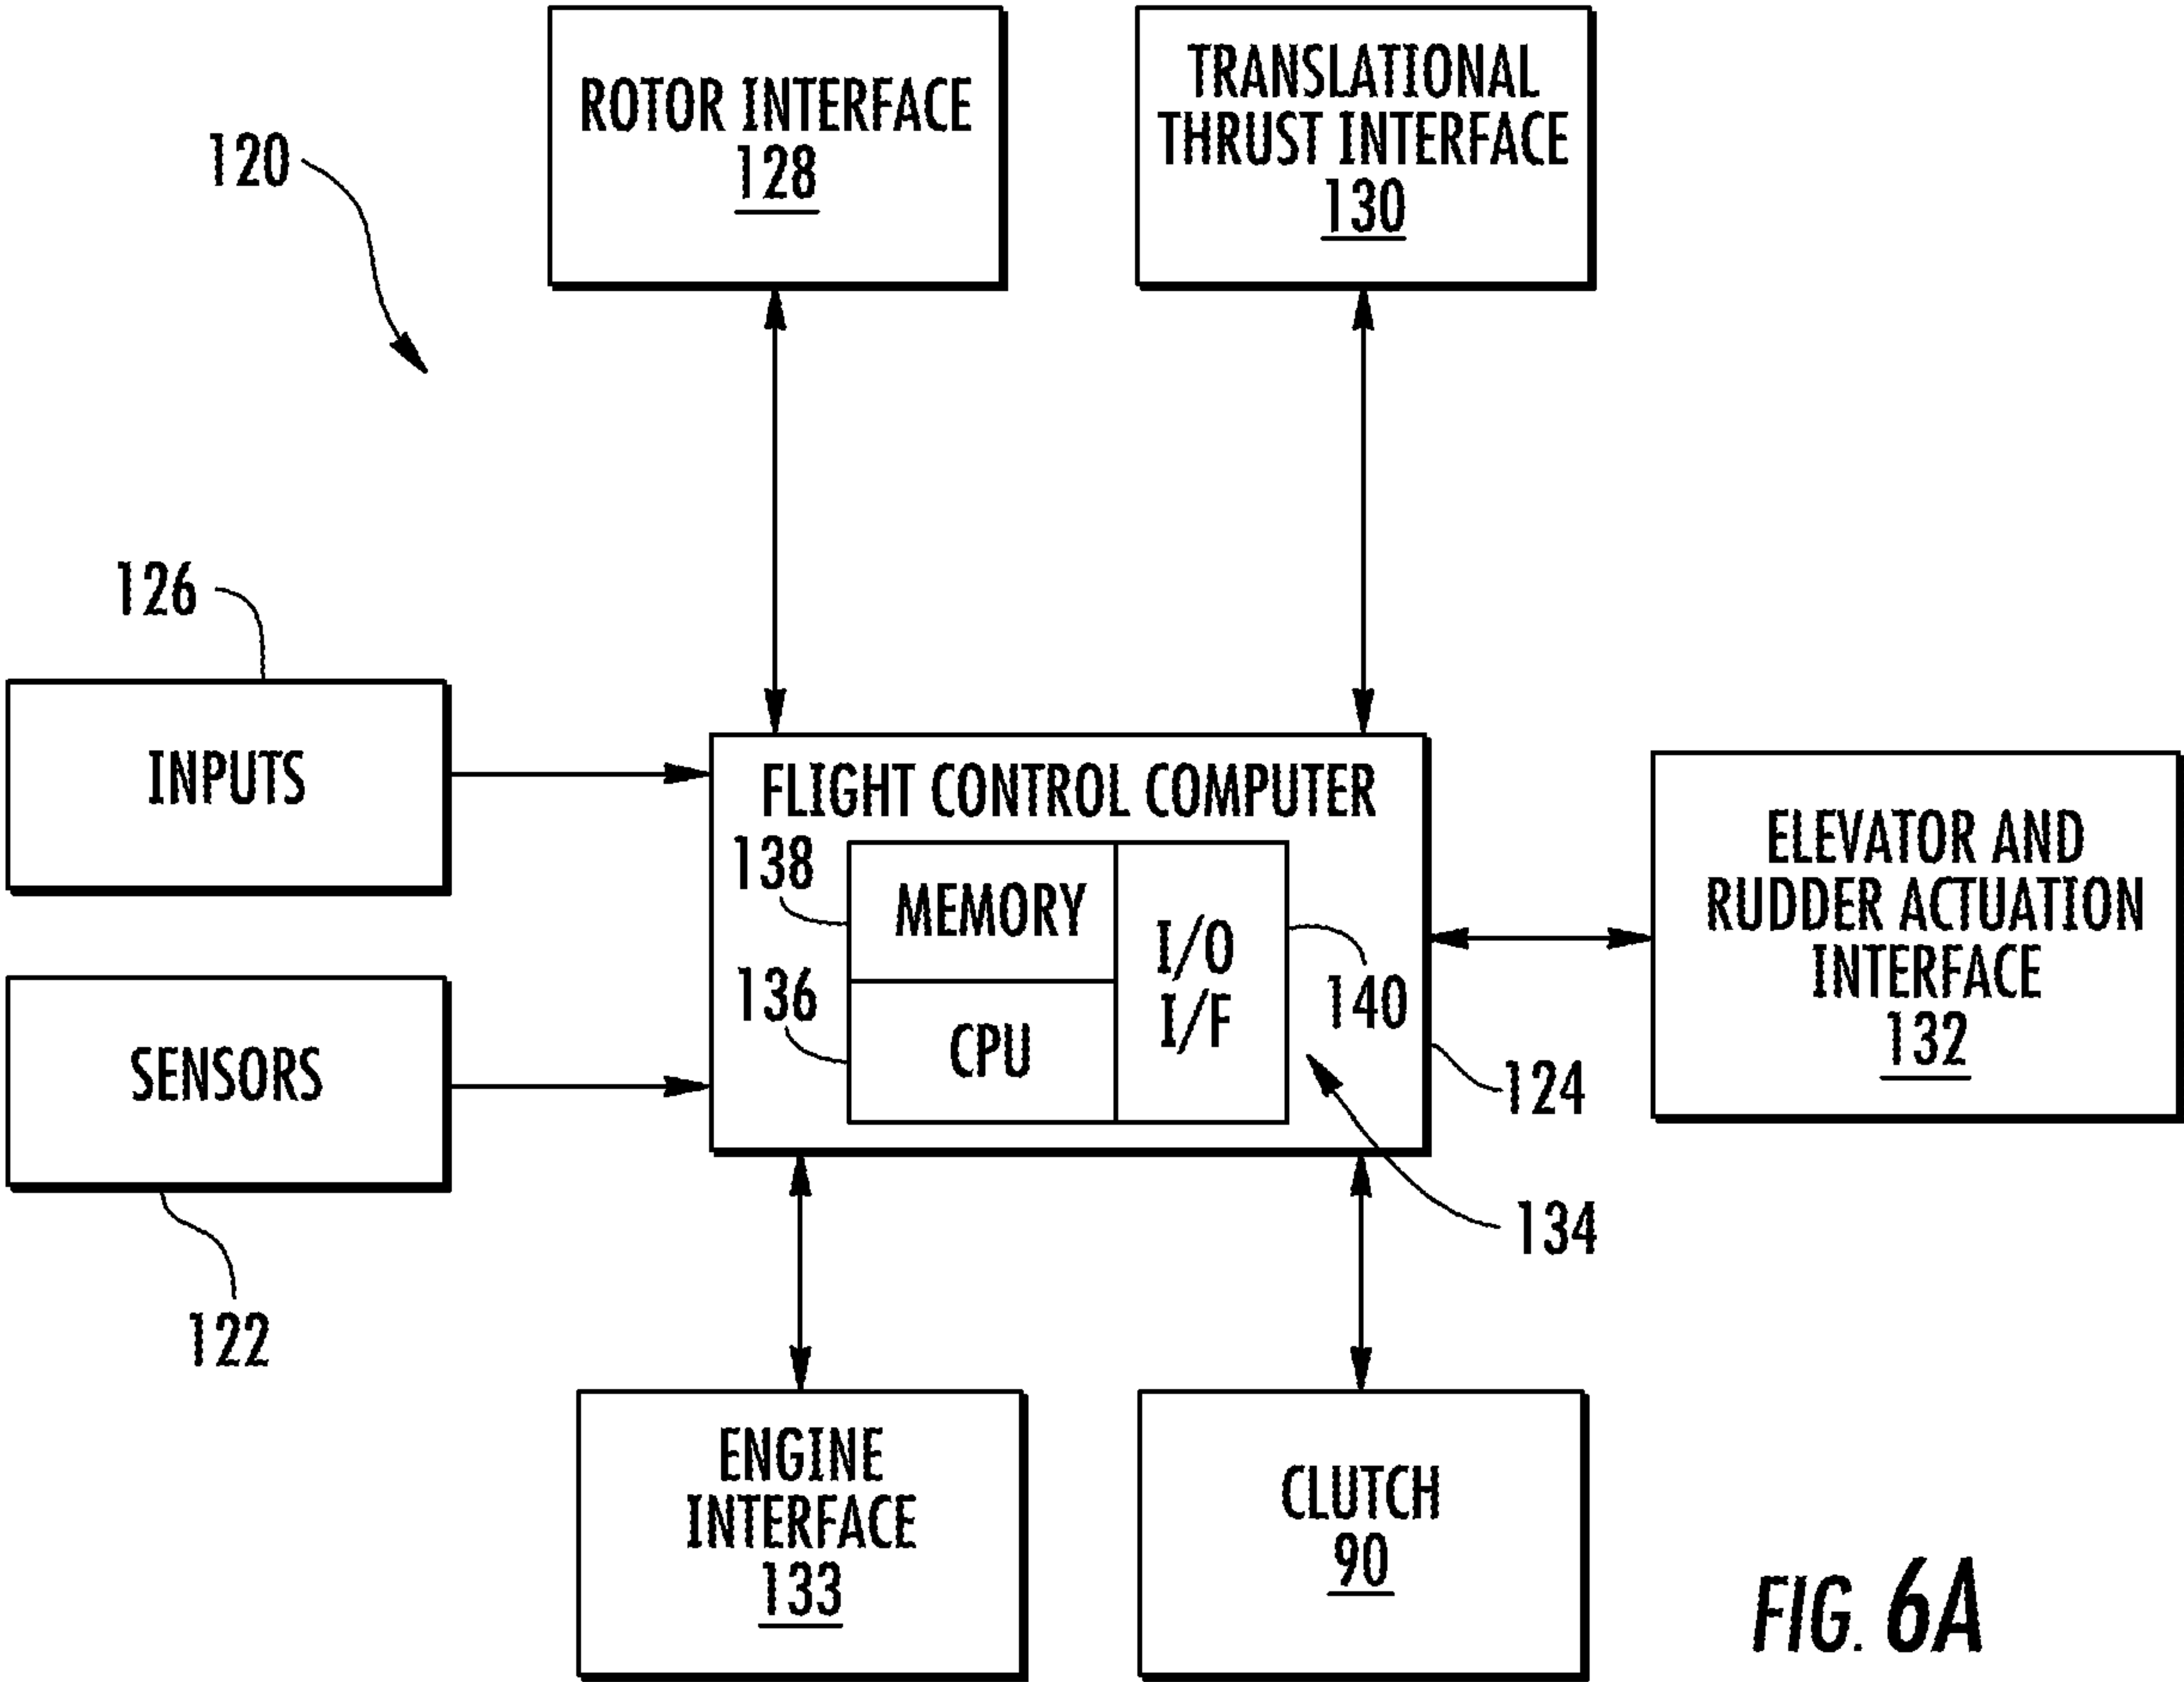 ROTOR INTERFACE
128
TRANSLATIONAL
THRUST INTERFACE
130
120
126
INPUTS
SENSORS
122
FLIGHT CONTROL COMPUTER
138
MEMORY
136
CPU
I/O
I/F
140
124
134
ELEVATOR AND
RUDDER ACTUATION
INTERFACE
132
ENGINE
INTERFACE
133
CLUTCH
90
FIG. 6A